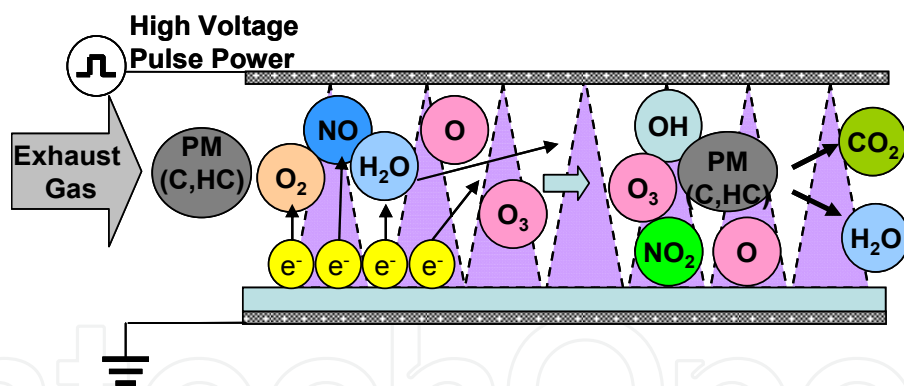 High Voltage
Pulse Power
Exhaust
Gas
PM
(C,HC)
O₂
NO
H₂O
O
O₃
e⁻
e⁻
e⁻
e⁻
OH
O₃
PM
(C,HC)
NO₂
O
CO₂
H₂O